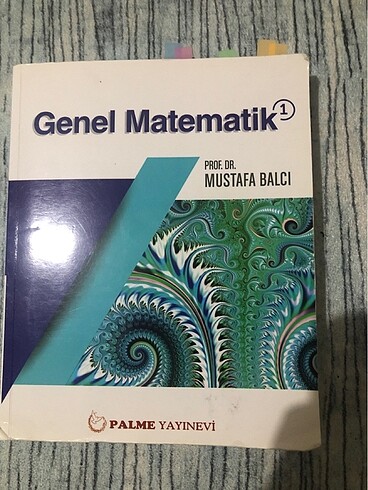 Genel Matematik 1
PROF. DR.
MUSTAFA BALCI
PALME YAYINEVİ